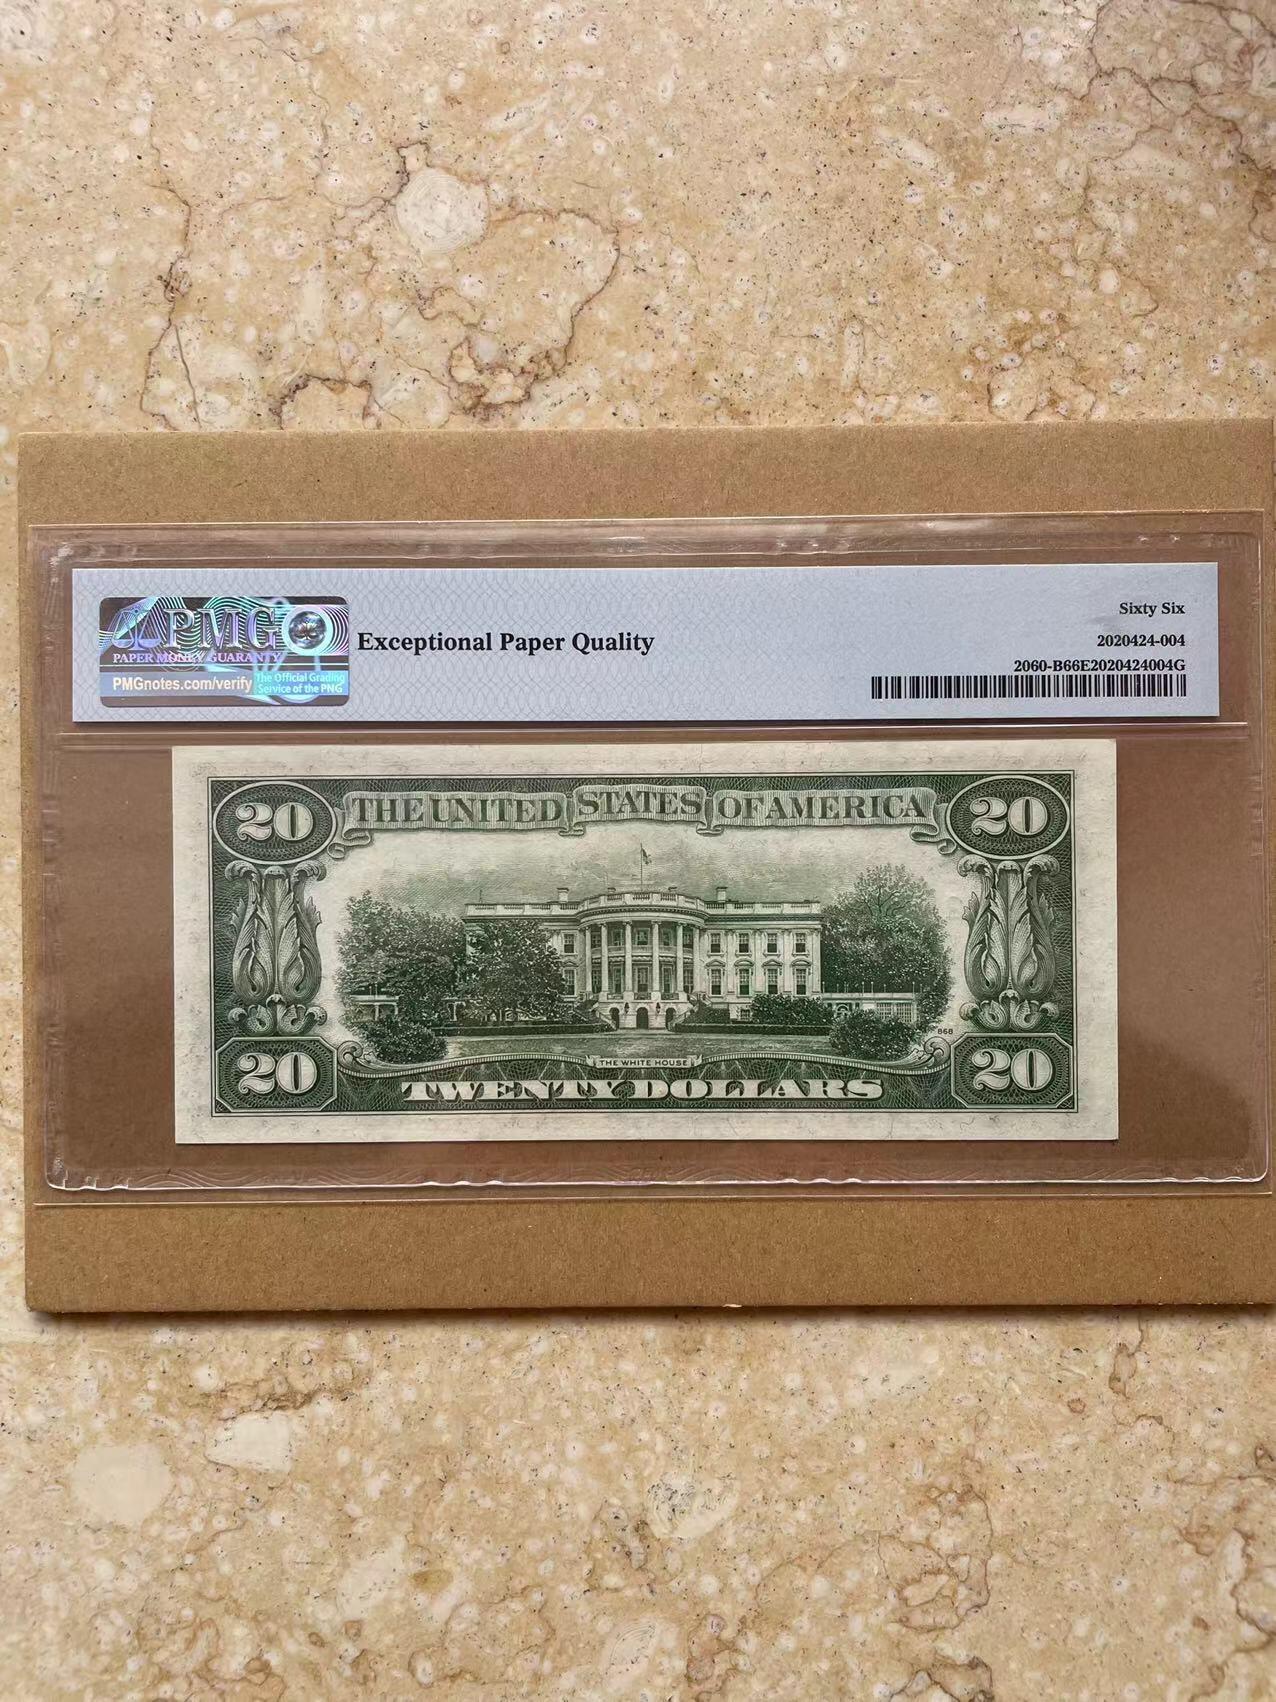 PMG
PAPER MONEY GUARANTY
PMGnotes.com/verify
The Official Grading
Service of the PNG
Exceptional Paper Quality
Sixty Six
2020424-004
2060-B66E2020424004G
20 THE UNITED STATES OF AMERICA 20
868
THE WHITE HOUSE
20 TWENTY DOLLARS 20